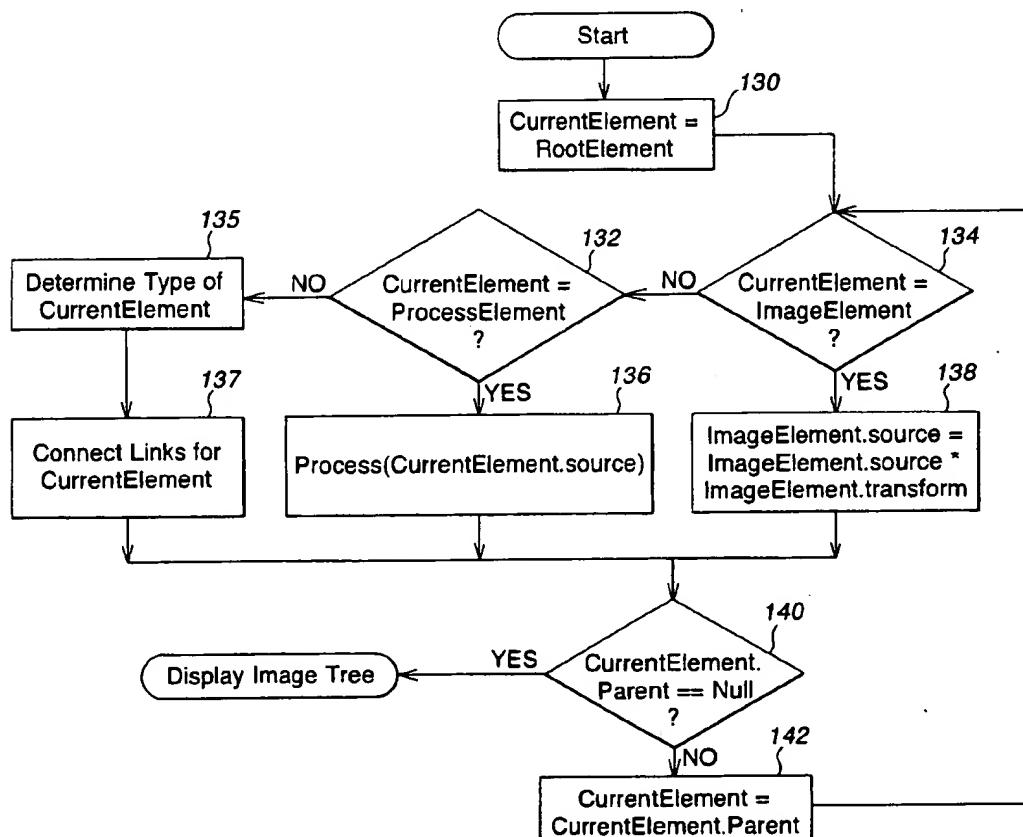 Start
130
CurrentElement =
RootElement
134
CurrentElement =
ImageElement
?
NO
YES
132
CurrentElement =
ProcessElement
?
NO
YES
135
Determine Type of
CurrentElement
137
Connect Links for
CurrentElement
136
Process(CurrentElement.source)
138
ImageElement.source =
ImageElement.source *
ImageElement.transform
140
CurrentElement.
Parent == Null
?
YES
Display Image Tree
NO
142
CurrentElement =
CurrentElement.Parent